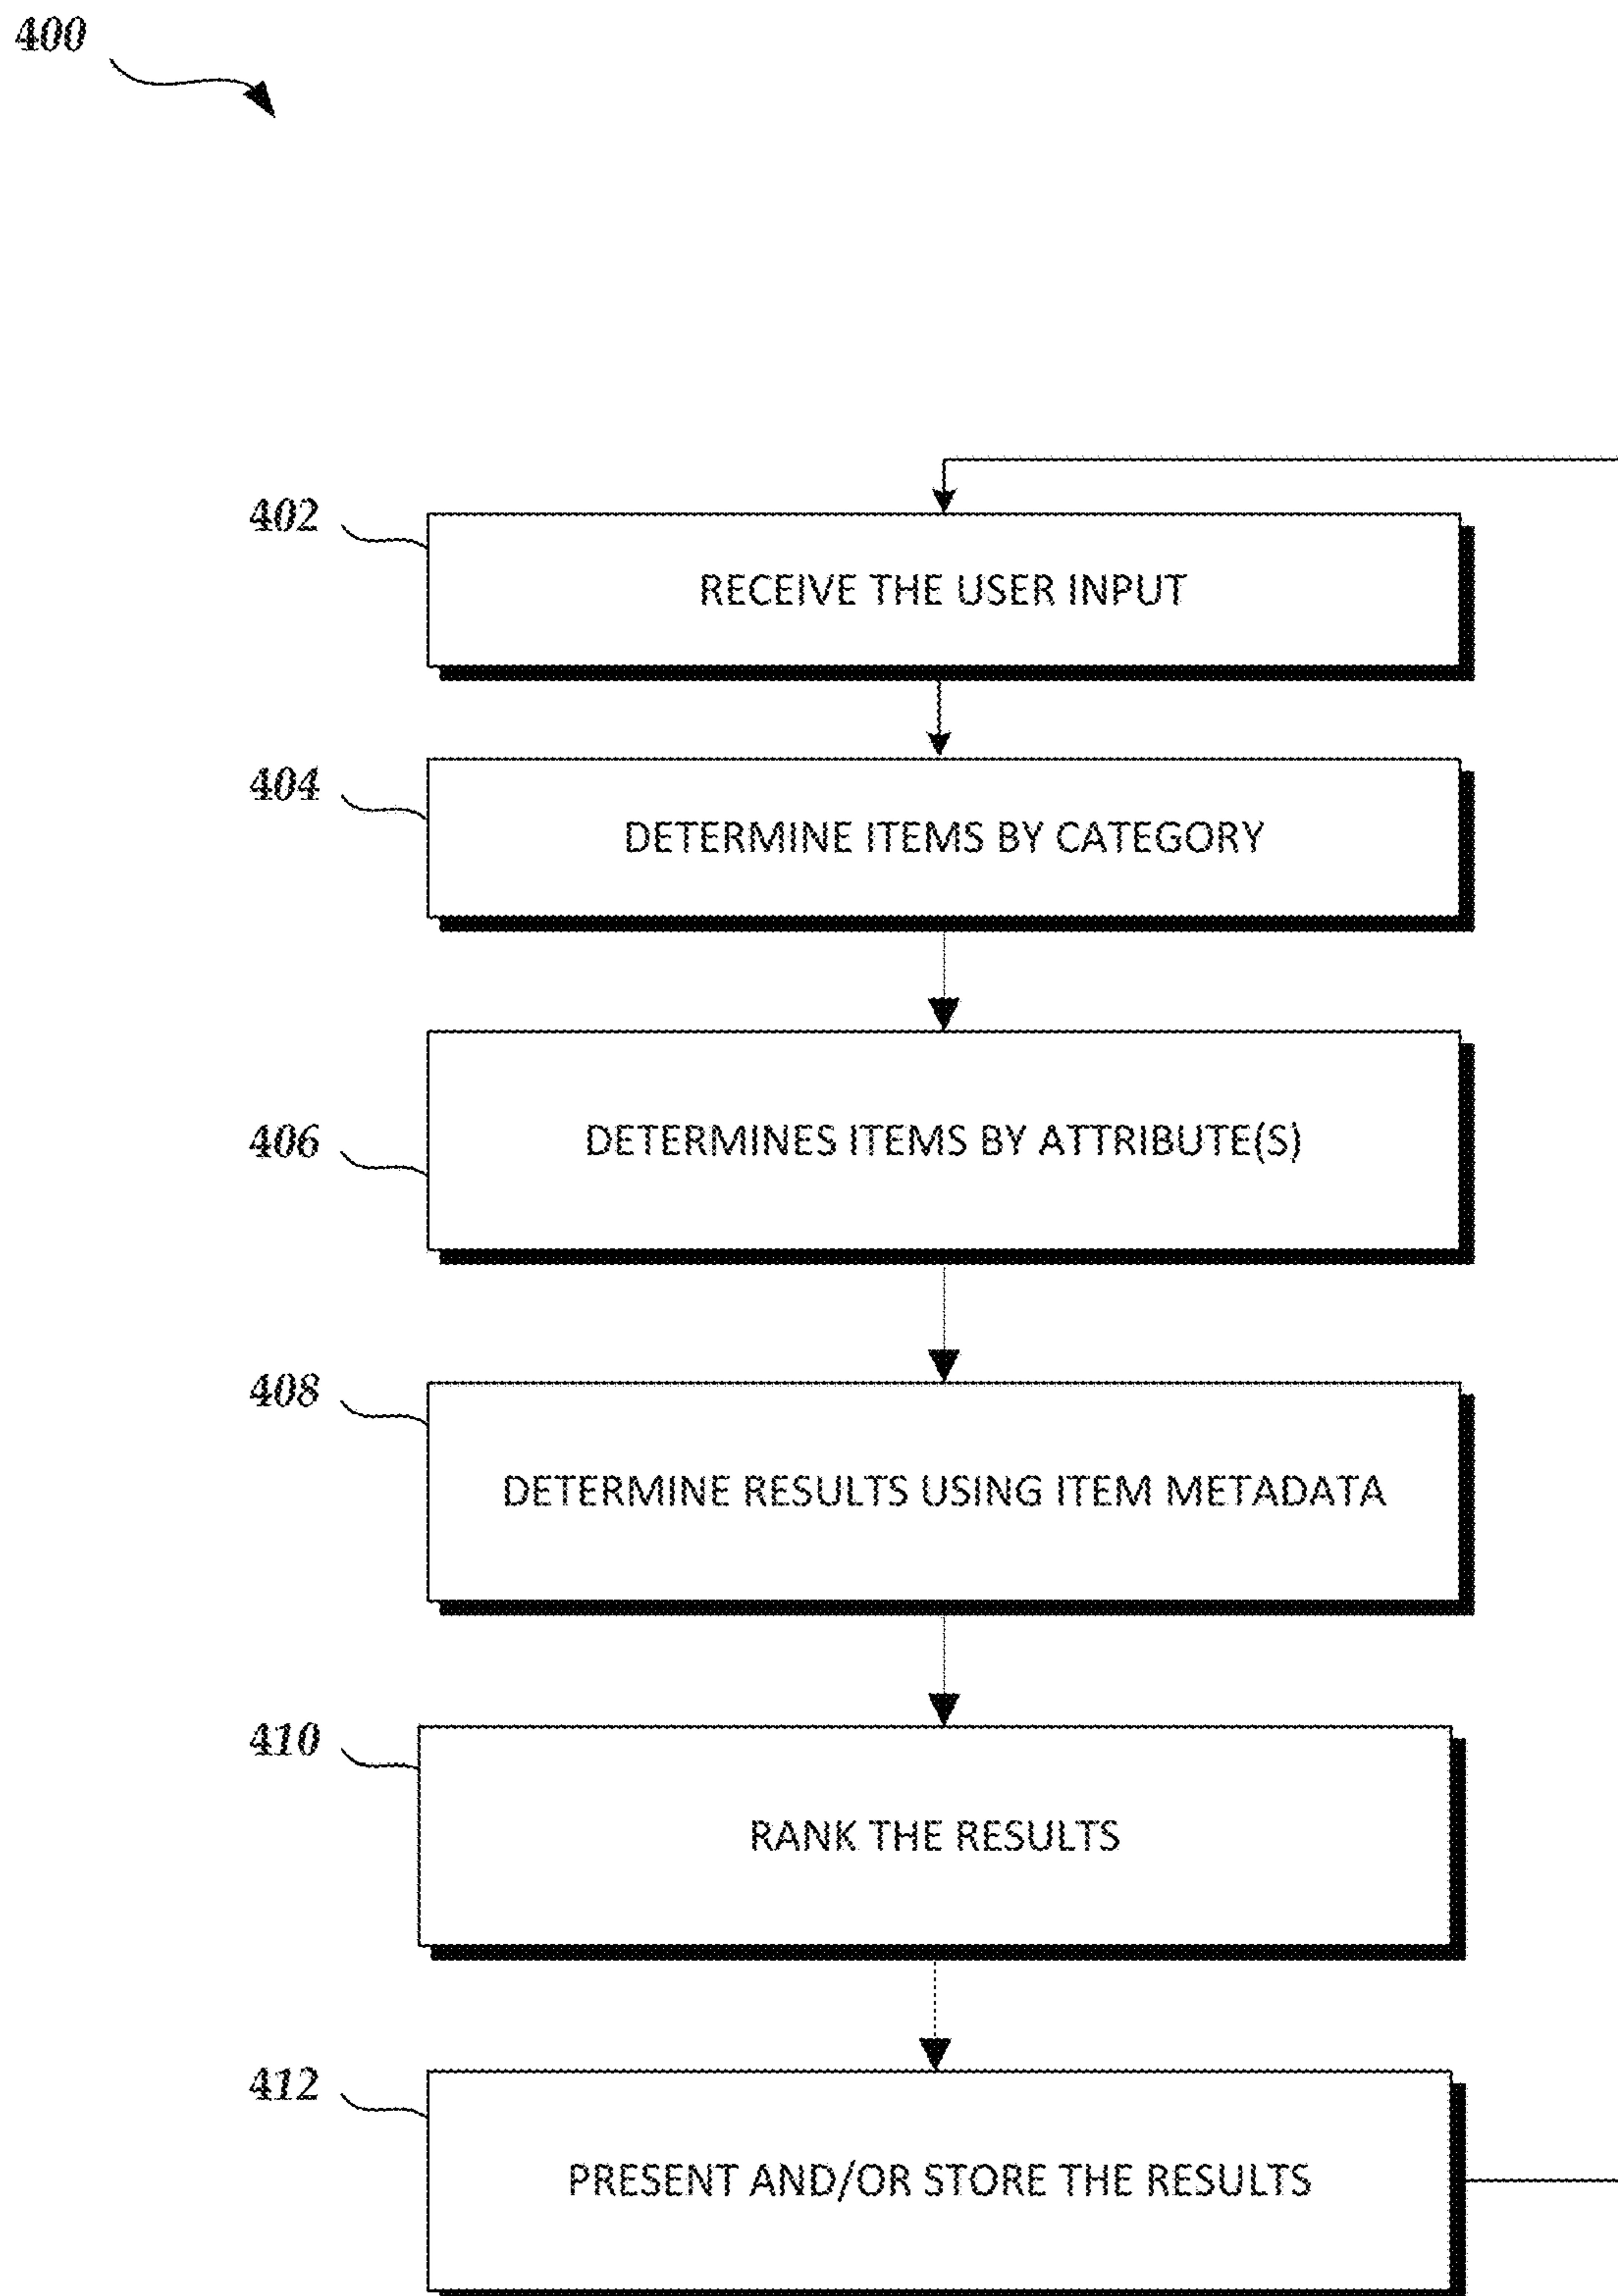 400
402
RECEIVE THE USER INPUT
404
DETERMINE ITEMS BY CATEGORY
406
DETERMINES ITEMS BY ATTRIBUTE(S)
408
DETERMINE RESULTS USING ITEM METADATA
410
RANK THE RESULTS
412
PRESENT AND/OR STORE THE RESULTS